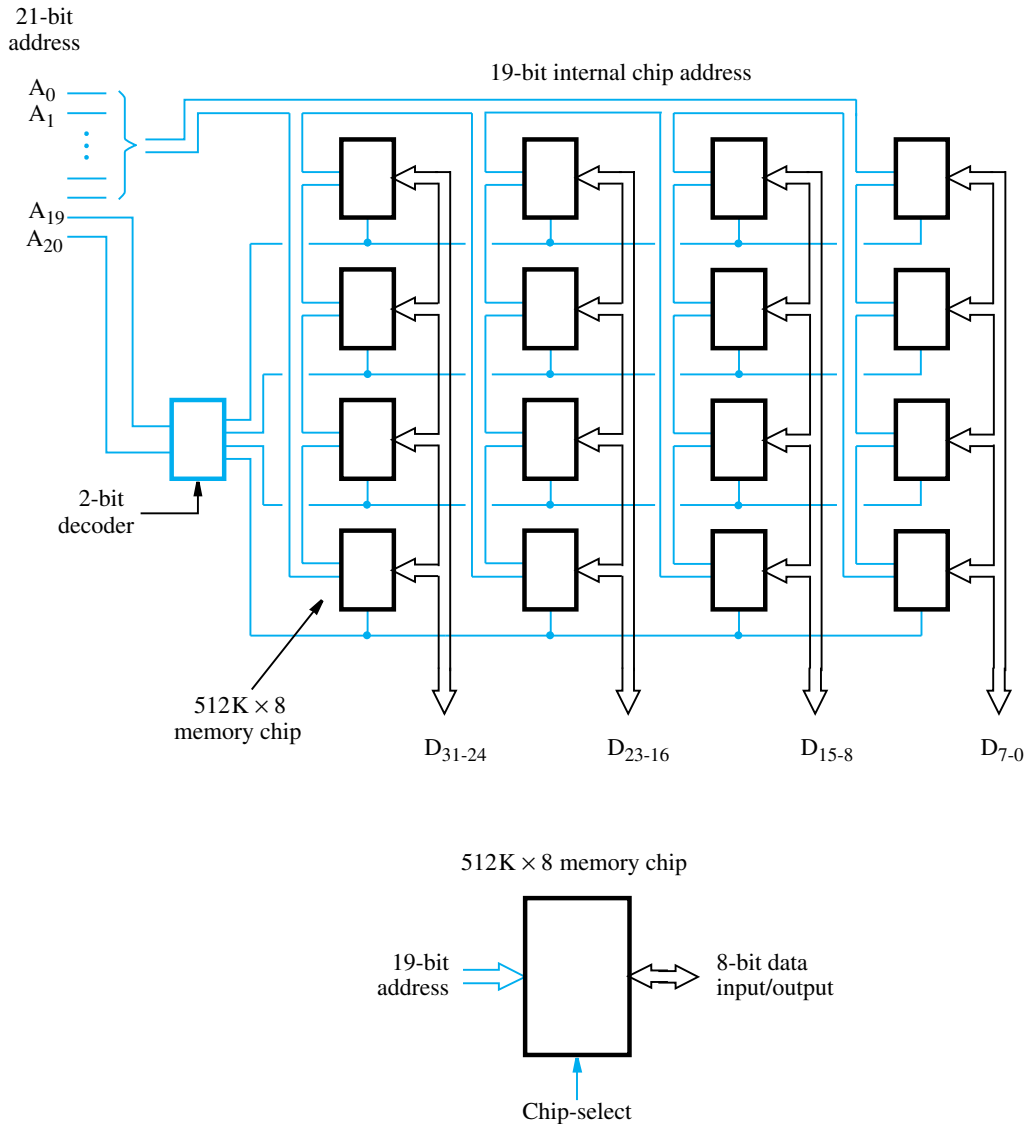 21-bit
address
19-bit internal chip address
A0
A1
A19
A20
2-bit
decoder
512K × 8
memory chip
D31-24
D23-16
D15-8
D7-0
512K × 8 memory chip
19-bit
address
8-bit data
input/output
Chip-select